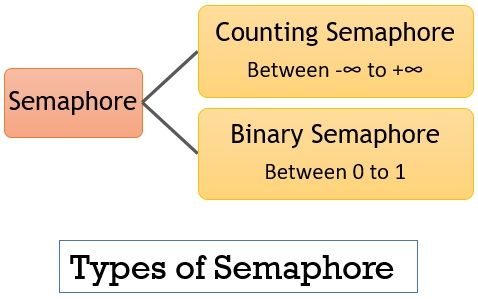 Semaphore
Counting Semaphore
Between -∞ to +∞
Binary Semaphore
Between 0 to 1
Types of Semaphore